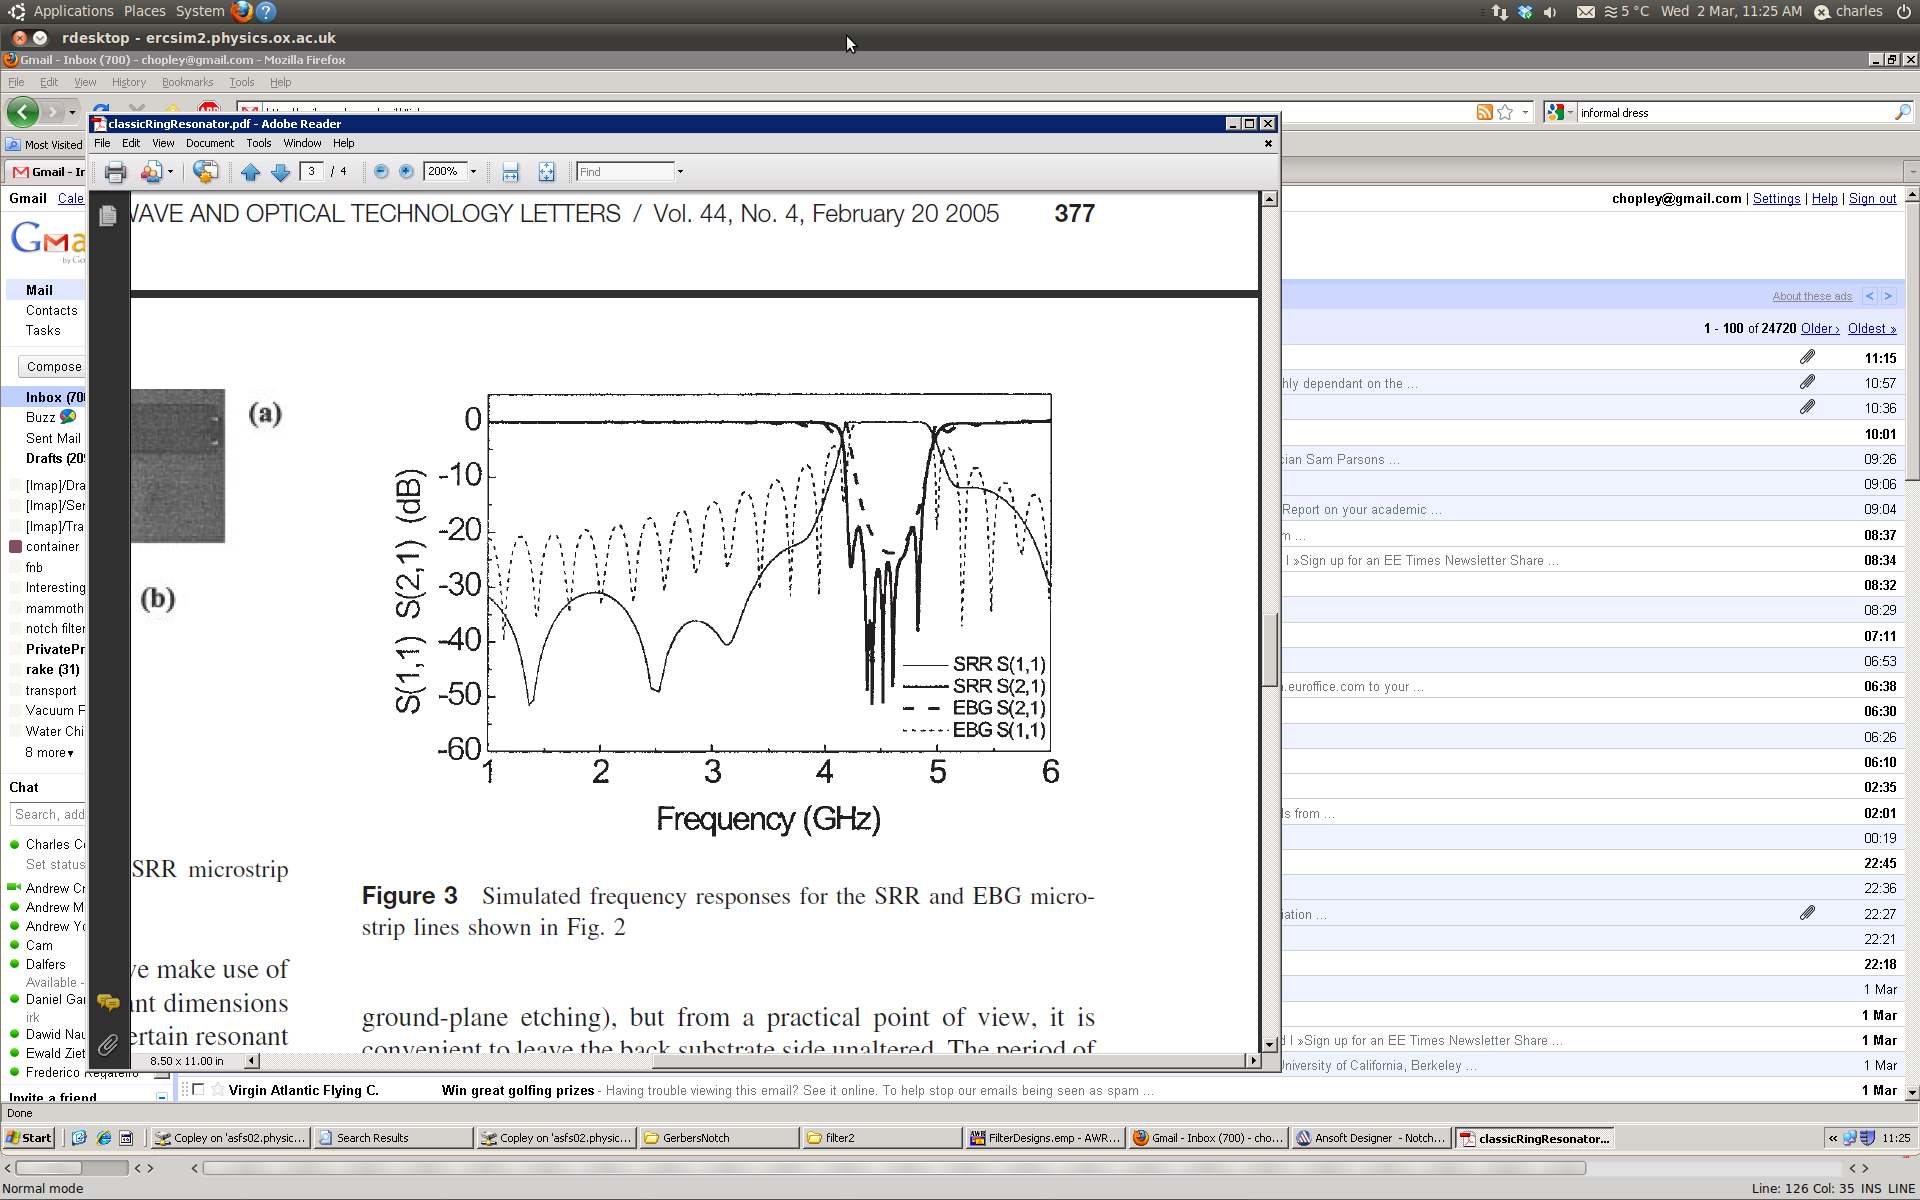 Applications Places System
5 °C Wed 2 Mar, 11:25 AM charles
rdesktop - ercsim2.physics.ox.ac.uk
Gmail - Inbox (700) - chopley@gmail.com - Mozilla Firefox
File Edit View History Bookmarks Tools Help
informal dress
Most Visited
Gmail - In
classicRingResonator.pdf - Adobe Reader
File Edit View Document Tools Window Help
3 / 4 200% Find
Gmail Cale
chopley@gmail.com | Settings | Help | Sign out
Mail
Contacts
Tasks
Compose
Inbox (700
Buzz
Sent Mail
Drafts (209
[Imap]/Dra
[Imap]/Ser
[Imap]/Tra
container
fnb
Interesting
mammoth
notch filter
PrivatePr
rake (31)
transport
Vacuum F
Water Chi
8 more▾
Chat
Search, add
Charles C
Set status
Andrew Cr
Andrew M
Andrew Yo
Cam
Dalfers
Available -
Daniel Gar
irk
Dawid Nau
Ewald Ziet
Frederico Regateiro
Invite a friend
WAVE AND OPTICAL TECHNOLOGY LETTERS / Vol. 44, No. 4, February 20 2005 377
(a)
(b)
S(1,1) S(2,1) (dB)
0
-10
-20
-30
-40
-50
-60
SRR S(1,1)
SRR S(2,1)
EBG S(2,1)
EBG S(1,1)
1 2 3 4 5 6
Frequency (GHz)
SRR microstrip
Figure 3 Simulated frequency responses for the SRR and EBG micro-
strip lines shown in Fig. 2
ve make use of
nt dimensions
ertain resonant
ground-plane etching), but from a practical point of view, it is
convenient to leave the back substrate side unaltered. The period of
8.50 x 11.00 in
About these ads < >
1 - 100 of 24720 Older › Oldest »
11:15
hly dependant on the ... 10:57
10:36
10:01
cian Sam Parsons ... 09:26
09:06
Report on your academic ... 09:04
m ... 08:37
l »Sign up for an EE Times Newsletter Share ... 08:34
08:32
08:29
07:11
06:53
.euroffice.com to your ... 06:38
06:30
06:26
06:10
02:35
ls from ... 02:01
00:19
22:45
22:36
iation ... 22:27
22:21
22:18
1 Mar
1 Mar
l »Sign up for an EE Times Newsletter Share ... 1 Mar
University of California, Berkeley ... 1 Mar
Virgin Atlantic Flying C. Win great golfing prizes - Having trouble viewing this email? See it online. To help stop our emails being seen as spam ... 1 Mar
Done
Start Copley on 'asfs02.physic... Search Results Copley on 'asfs02.physic... GerbersNotch filter2 FilterDesigns.emp - AWR... Gmail - Inbox (700) - cho... Ansoft Designer - Notch... classicRingResonator... « 11:25
Normal mode Line: 126 Col: 35 INS LINE